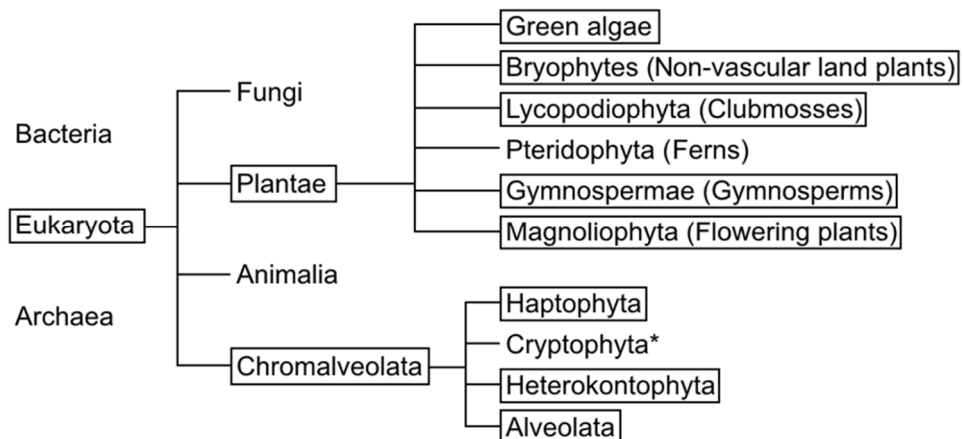 Green algae
Bryophytes (Non-vascular land plants)
Fungi
Lycopodiophyta (Clubmosses)
Bacteria
Pteridophyta (Ferns)
Plantae
Gymnospermae (Gymnosperms)
Eukaryota
Magnoliophyta (Flowering plants)
Animalia
Haptophyta
Archaea
Cryptophyta*
Chromalveolata
Heterokontophyta
Alveolata